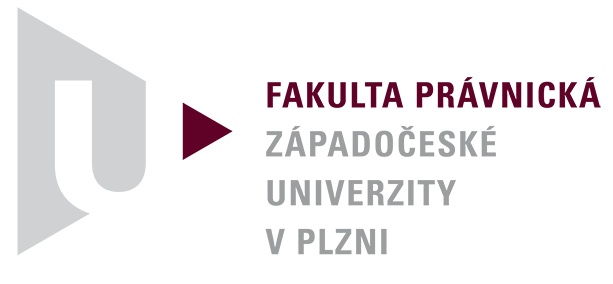 FAKULTA PRÁVNICKÁ
ZÁPADOČESKÉ
UNIVERZITY
V PLZNI